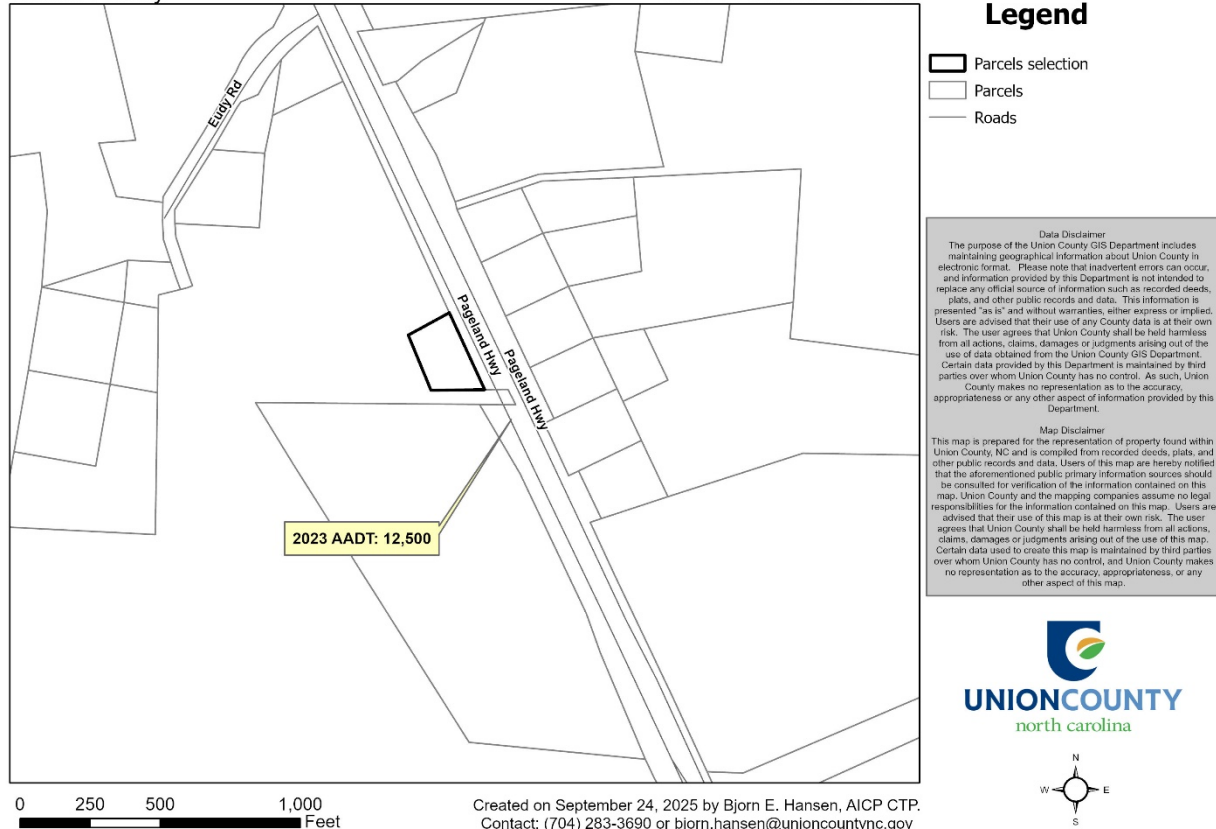 Legend
Parcels selection
Parcels
Roads
Eudy Rd
Pageland Hwy
Pageland Hwy
2023 AADT: 12,500
Data Disclaimer
The purpose of the Union County GIS Department includes
maintaining geographical information about Union County in
electronic format. Please note that inadvertent errors can occur,
and information provided by this Department is not intended to
replace any official source of information such as recorded deeds,
plats, and other public records and data. This information is
presented "as is" and without warranties, either express or implied.
Users are advised that their use of any County data is at their own
risk. The user agrees that Union County shall be held harmless
from all actions, claims, damages or judgments arising out of the
use of data obtained from the Union County GIS Department.
Certain data provided by this Department is maintained by third
parties over whom Union County has no control. As such, Union
County makes no representation as to the accuracy,
appropriateness or any other aspect of information provided by this
Department.
Map Disclaimer
This map is prepared for the representation of property found within
Union County, NC and is compiled from recorded deeds, plats, and
other public records and data. Users of this map are hereby notified
that the aforementioned public primary information sources should
be consulted for verification of the information contained on this
map. Union County and the mapping companies assume no legal
responsibilities for the information contained on this map. Users are
advised that their use of this map is at their own risk. The user
agrees that Union County shall be held harmless from all actions,
claims, damages or judgments arising out of the use of this map.
Certain data used to create this map is maintained by third parties
over whom Union County has no control, and Union County makes
no representation as to the accuracy, appropriateness, or any
other aspect of this map.
UNIONCOUNTY
north carolina
N
W E
S
0 250 500 1,000
Feet
Created on September 24, 2025 by Bjorn E. Hansen, AICP CTP.
Contact: (704) 283-3690 or bjorn.hansen@unioncountync.gov